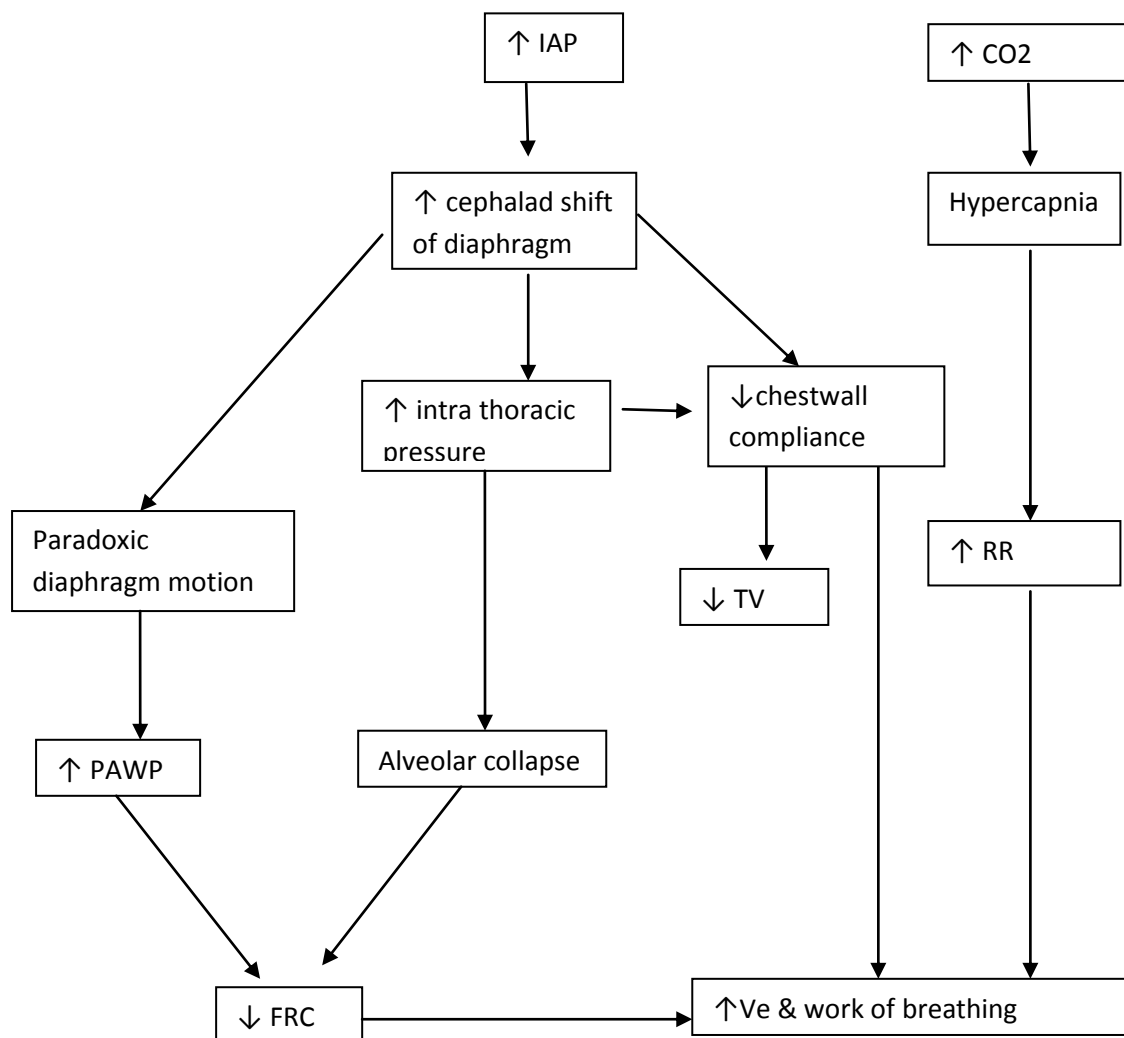 ↑ IAP
↑ CO2
↑ cephalad shift
of diaphragm
Hypercapnia
↑ intra thoracic
pressure
↓chestwall
compliance
Paradoxic
diaphragm motion
↑ RR
↓ TV
↑ PAWP
Alveolar collapse
↓ FRC
↑Ve & work of breathing